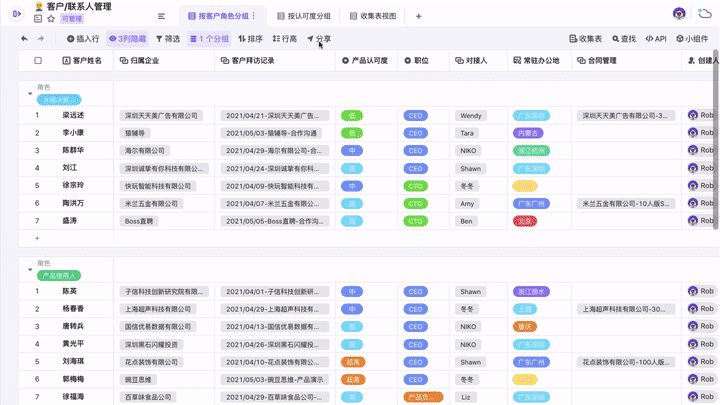 客户/联系人管理
可管理
按客户角色分组
按认可度分组
收集表视图
插入行
3列隐藏
筛选
1 个分组
排序
行高
分享
收集表
查找
API
小组件
客户姓名 归属企业 客户拜访记录 产品认可度 职位 对接人 常驻办公地 合同管理 创建人
角色
1 梁远述 深圳天天美广告有限公司 2021/04/21-深圳天天美广告... 低 CEO Wendy 广东深圳 深圳天天美广告有限公司-3... Rob
2 李小康 猿辅导 2021/05/03-猿辅导-合作沟通 低 CEO Tara 内蒙古 Rob
3 陈群华 海尔有限公司 2021/04/29-海尔有限公司-合... 中 CEO NIKO 浙江杭州 Rob
4 刘江 深圳诚挚有你科技有限公... 2021/04/24-深圳诚挚有你科... 高 CEO Shawn 广东深圳 Rob
5 徐宗玲 快玩智能科技有限公司 2021/04/09-快玩智能科技有... 中 CTO 冬冬 Rob
6 陶洪万 米兰五金有限公司 2021/04/07-米兰五金有限公... 高 CTO Amy 广东广州 米兰五金有限公司-10人版S... Rob
7 盛涛 Boss直聘 2021/05/05-Boss直聘-合作沟... 高 CTO Ben 北京 Rob
角色
产品使用人
1 陈英 子信科技创新研究院有限... 2021/04/01-子信科技创新研... 中 CEO Shawn 浙江丽水 Rob
2 杨春香 上海超声科技有限公司 2021/04/29-上海超声科技有... 中 CEO 冬冬 上海 上海超声科技有限公司-30... Rob
3 唐转兵 国信优易数据有限公司 2021/04/13-国信优易数据有... 高 CEO NIKO 重庆 Rob
4 黄光平 深圳黑石闪耀投资 2021/04/26-深圳黑石闪耀投... 高 CEO NIKO 广东深圳 Rob
5 刘海琪 花点装饰有限公司 2021/04/10-花点装饰有限公... 超高 CEO Shawn 广东广州 花点装饰有限公司-100人版... Rob
6 郭梅梅 豌豆思维 2021/05/03-豌豆思维-产品演示 超高 CEO 冬冬 Rob
7 徐福海 百草味食品公司 2021/04/29-百草味食品公司-... 高 产品负... Liz 广东深圳 Rob